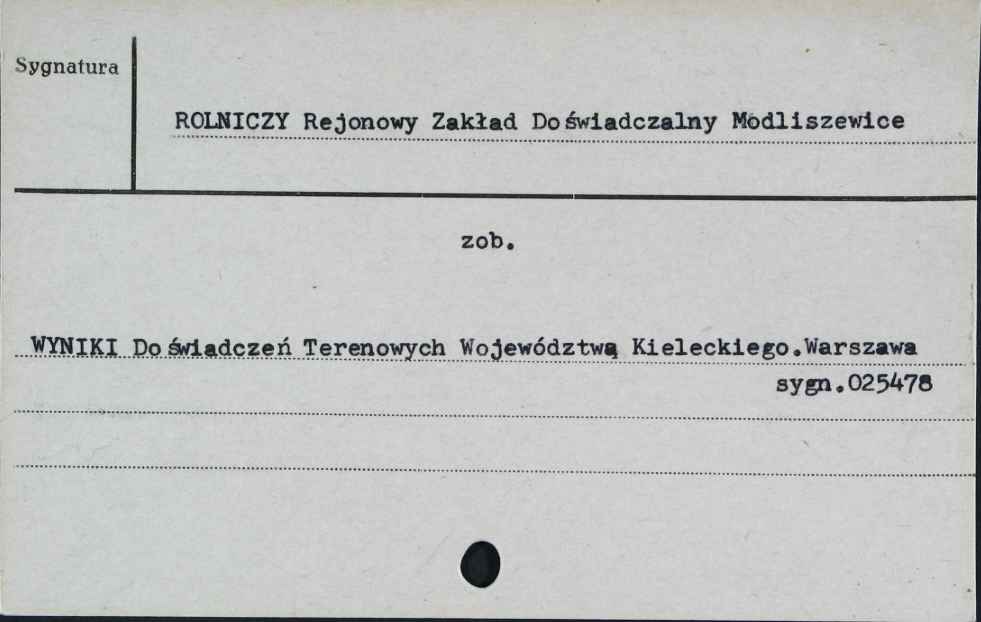 Sygnatura
ROLNICZY Rejonowy Zakład Doświadczalny Modliszewice
zob.
WYNIKI Doświadczeń Terenowych Województwą Kieleckiego.Warszawa
sygn.025478